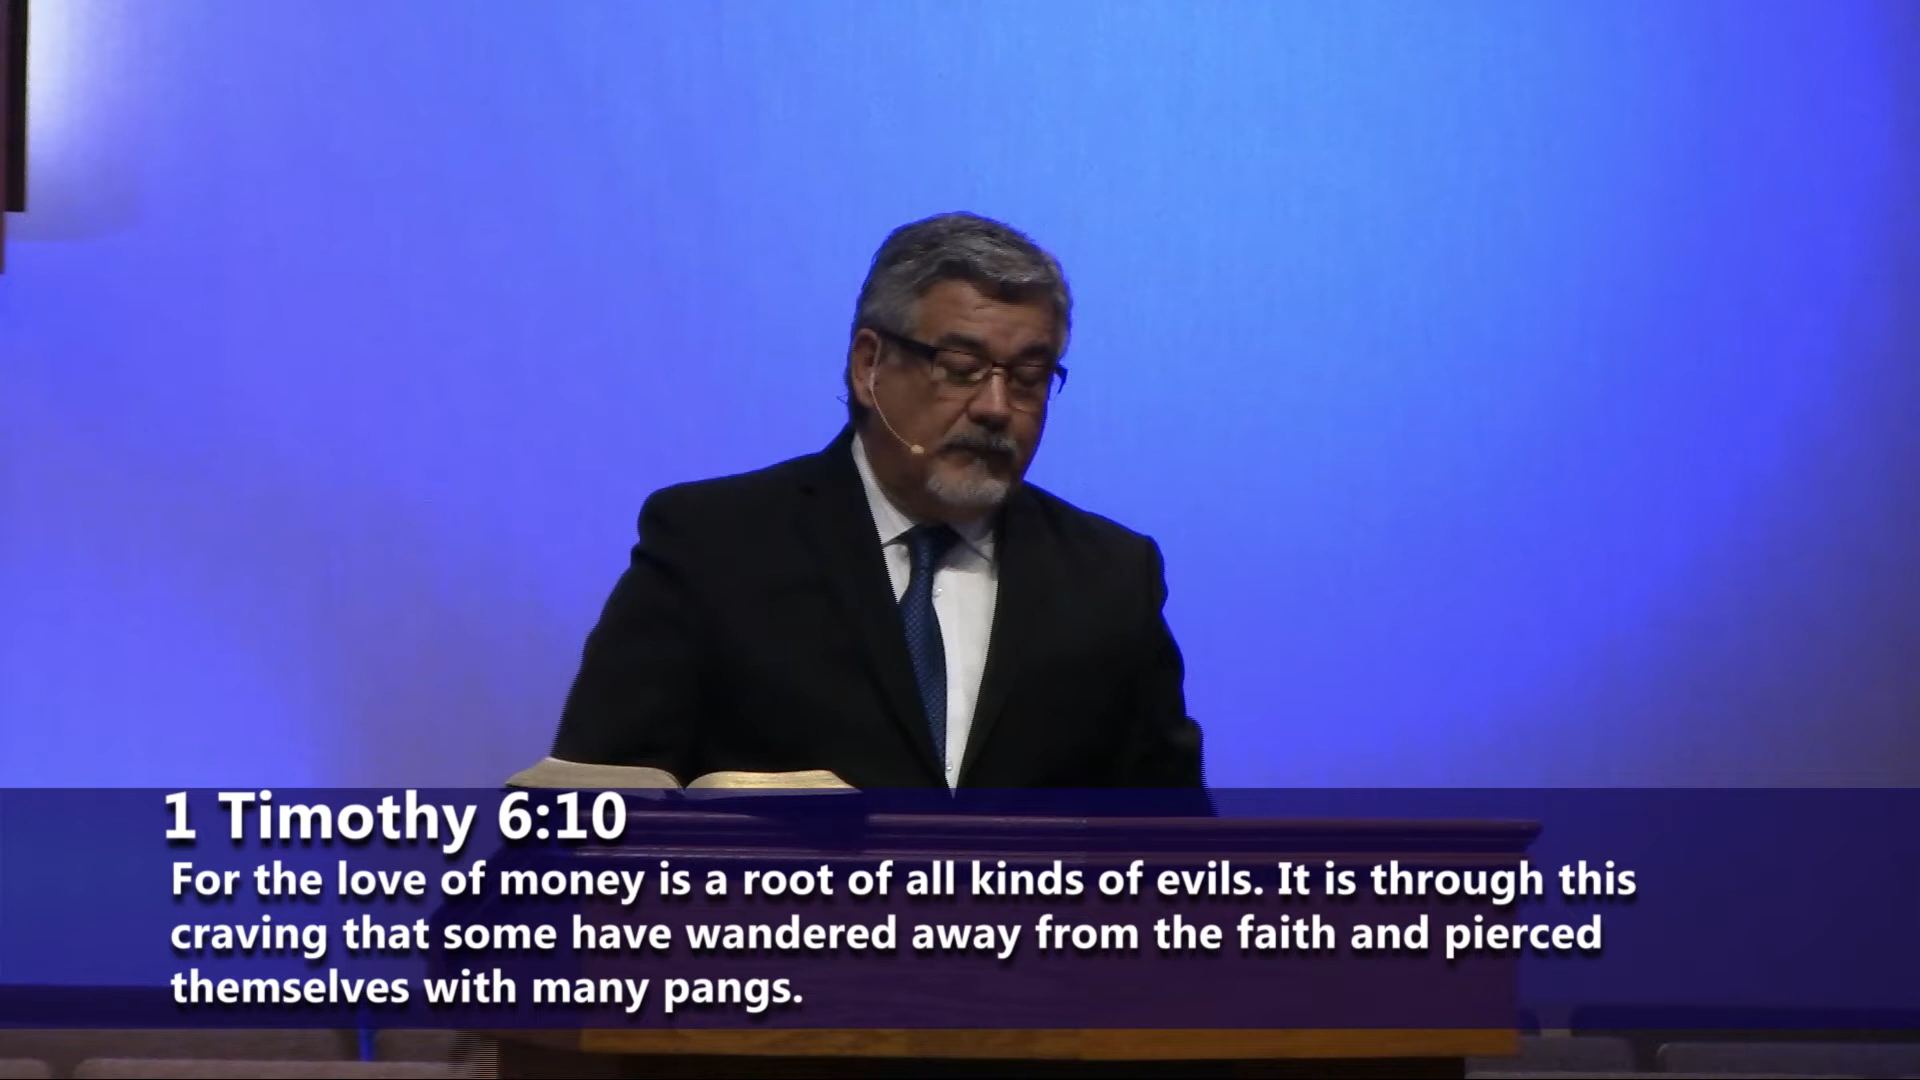 1 Timothy 6:10
For the love of money is a root of all kinds of evils. It is through this
craving that some have wandered away from the faith and pierced
themselves with many pangs.